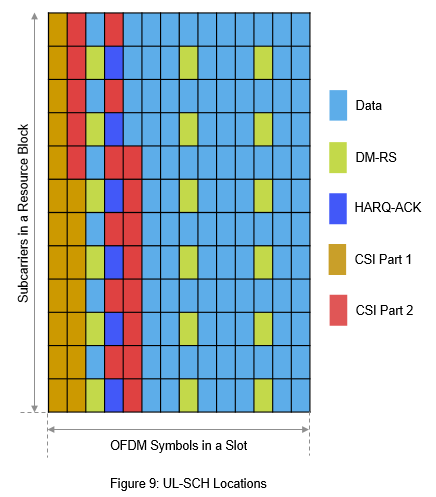 Subcarriers in a Resource Block
Data
DM-RS
HARQ-ACK
CSI Part 1
CSI Part 2
OFDM Symbols in a Slot
Figure 9: UL-SCH Locations